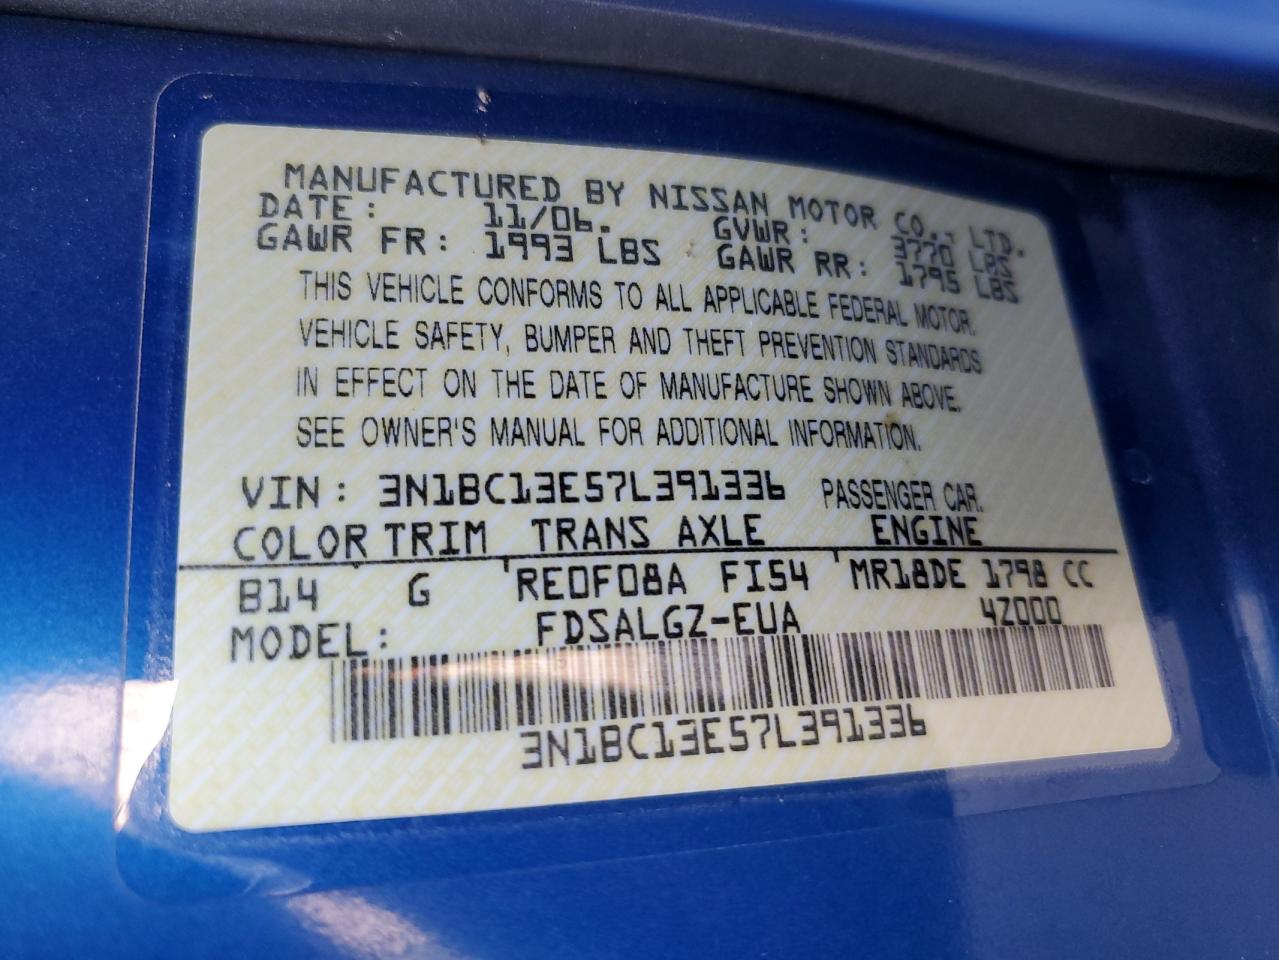 MANUFACTURED BY NISSAN MOTOR CO., LTD.
DATE: 11/06. GVWR: 3770 LBS
GAWR FR: 1993 LBS GAWR RR: 1795 LBS
THIS VEHICLE CONFORMS TO ALL APPLICABLE FEDERAL MOTOR
VEHICLE SAFETY, BUMPER AND THEFT PREVENTION STANDARDS
IN EFFECT ON THE DATE OF MANUFACTURE SHOWN ABOVE.
SEE OWNER'S MANUAL FOR ADDITIONAL INFORMATION.
VIN: 3N1BC13E57L391336 PASSENGER CAR.
COLOR TRIM TRANS AXLE ENGINE
B14 G RE0F08A FI54 MR18DE 1798 CC
MODEL: FDSALGZ-EUA 4Z000
3N1BC13E57L391336